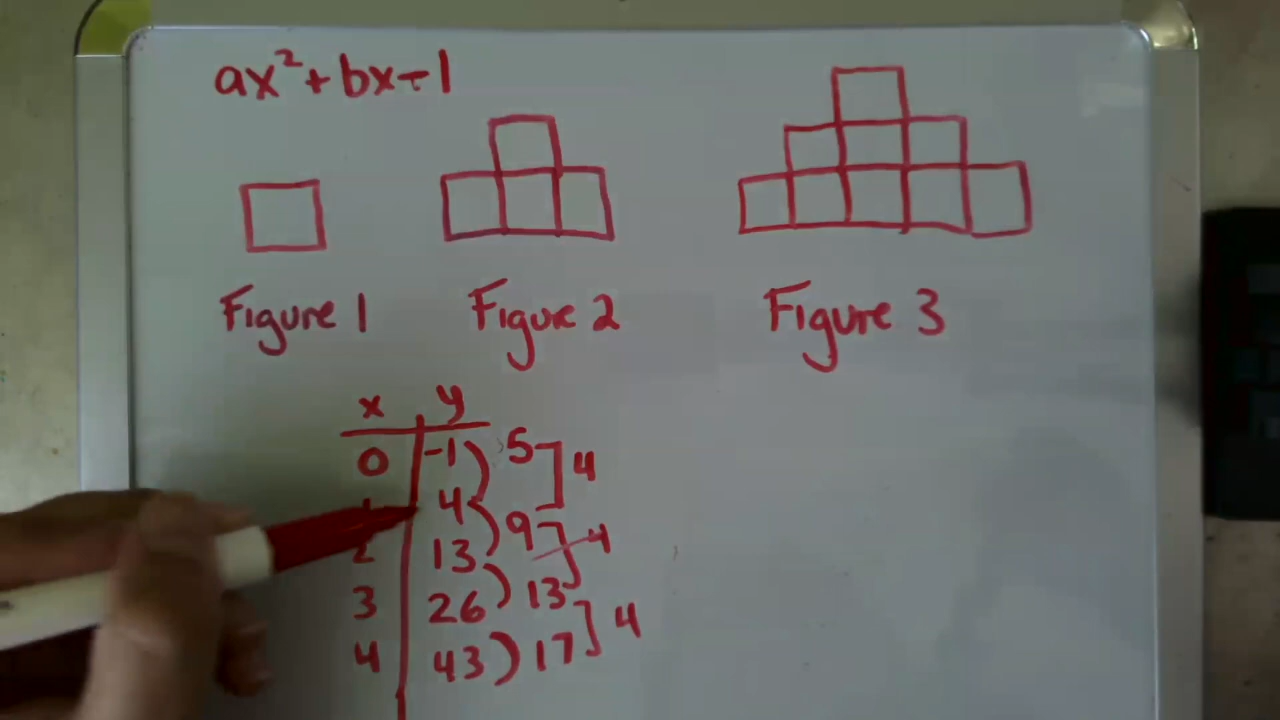 ax² + bx - 1
Figure 1 Figure 2 Figure 3
x y
0 -1 5 4
4 9 4
2 13 13
3 26 4
4 43 17